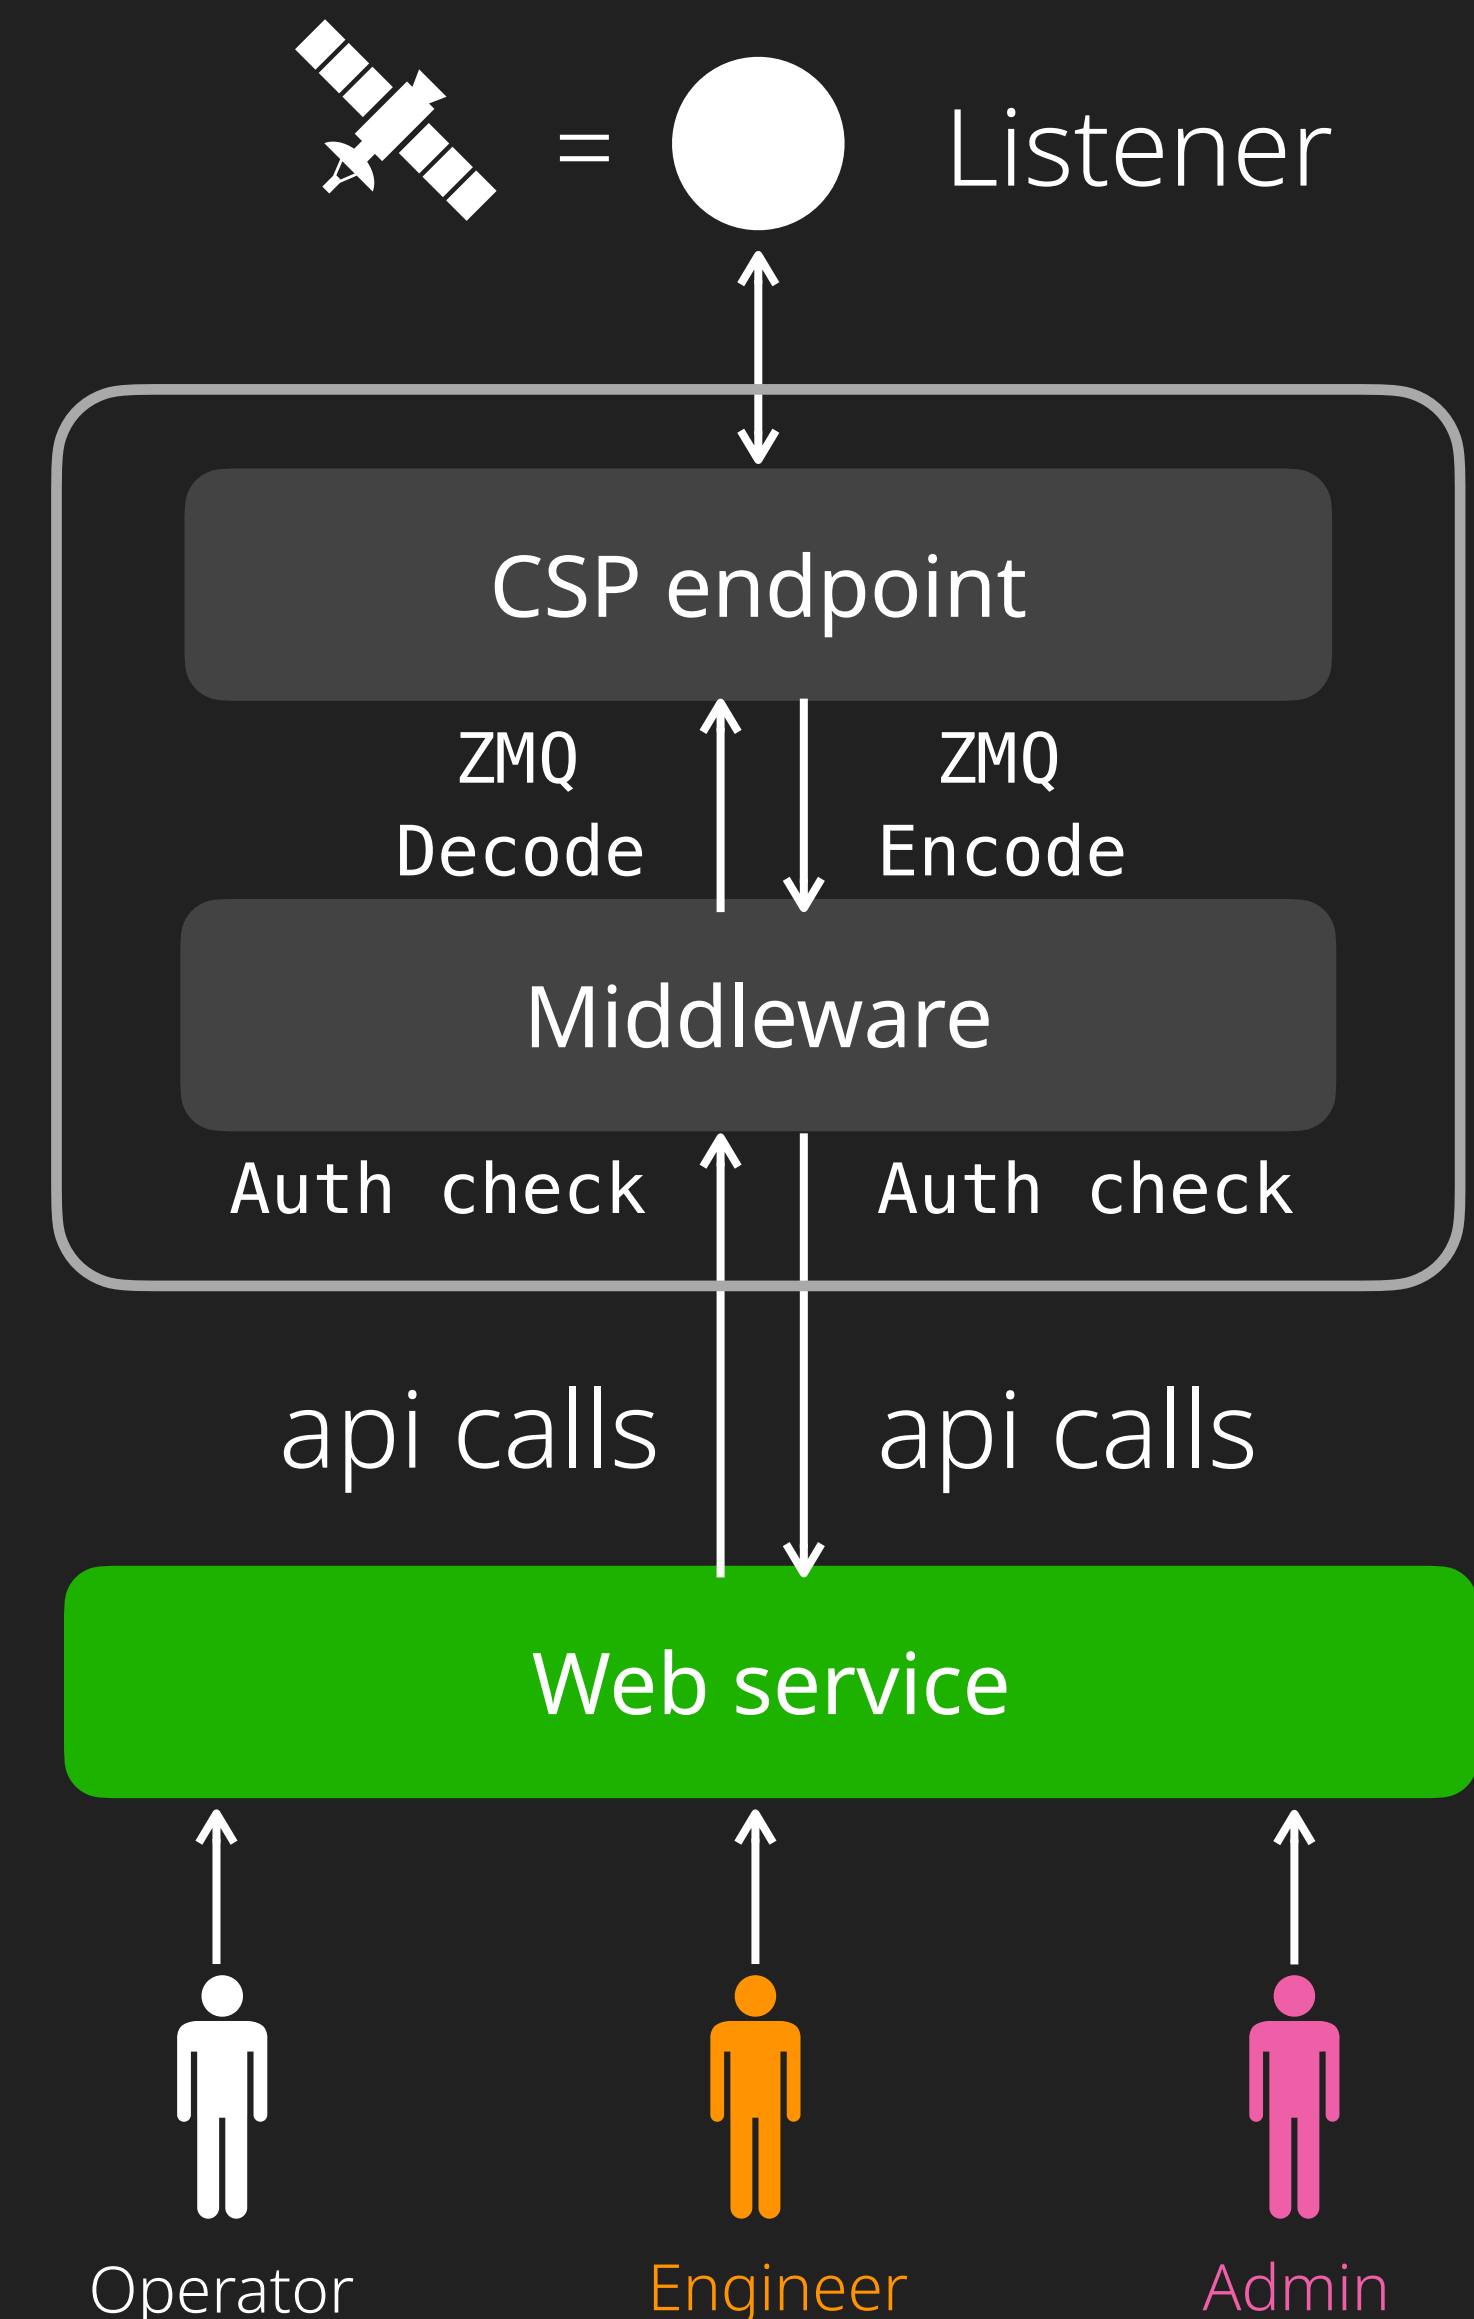 = Listener
CSP endpoint
ZMQ ZMQ
Decode Encode
Middleware
Auth check Auth check
api calls api calls
Web service
Operator Engineer Admin